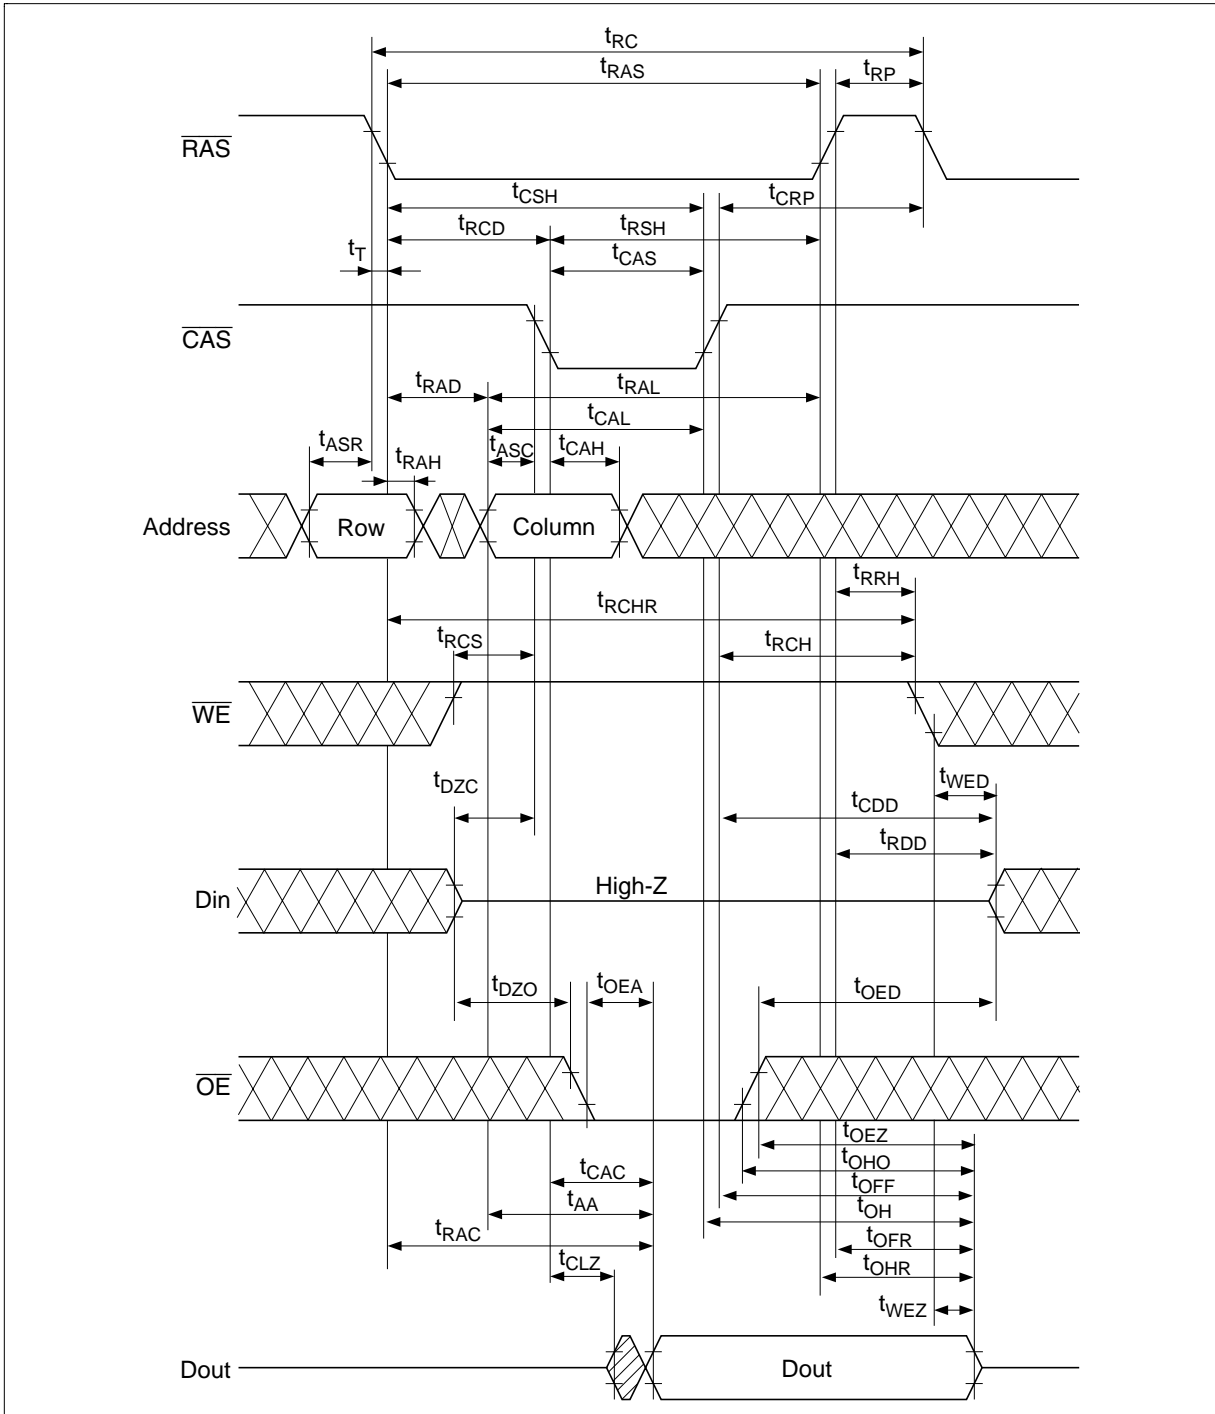 tRC
tRAS
tRP
RAS
tCSH
tCRP
tRCD
tRSH
tT
tCAS
CAS
tRAD
tRAL
tCAL
tASR
tRAH
tASC
tCAH
Address
Row
Column
tRRH
tRCHR
tRCS
tRCH
WE
tDZC
tWED
tCDD
tRDD
Din
High-Z
tDZO
tOEA
tOED
OE
tOEZ
tOHO
tCAC
tOFF
tAA
tOH
tRAC
tOFR
tCLZ
tOHR
tWEZ
Dout
Dout